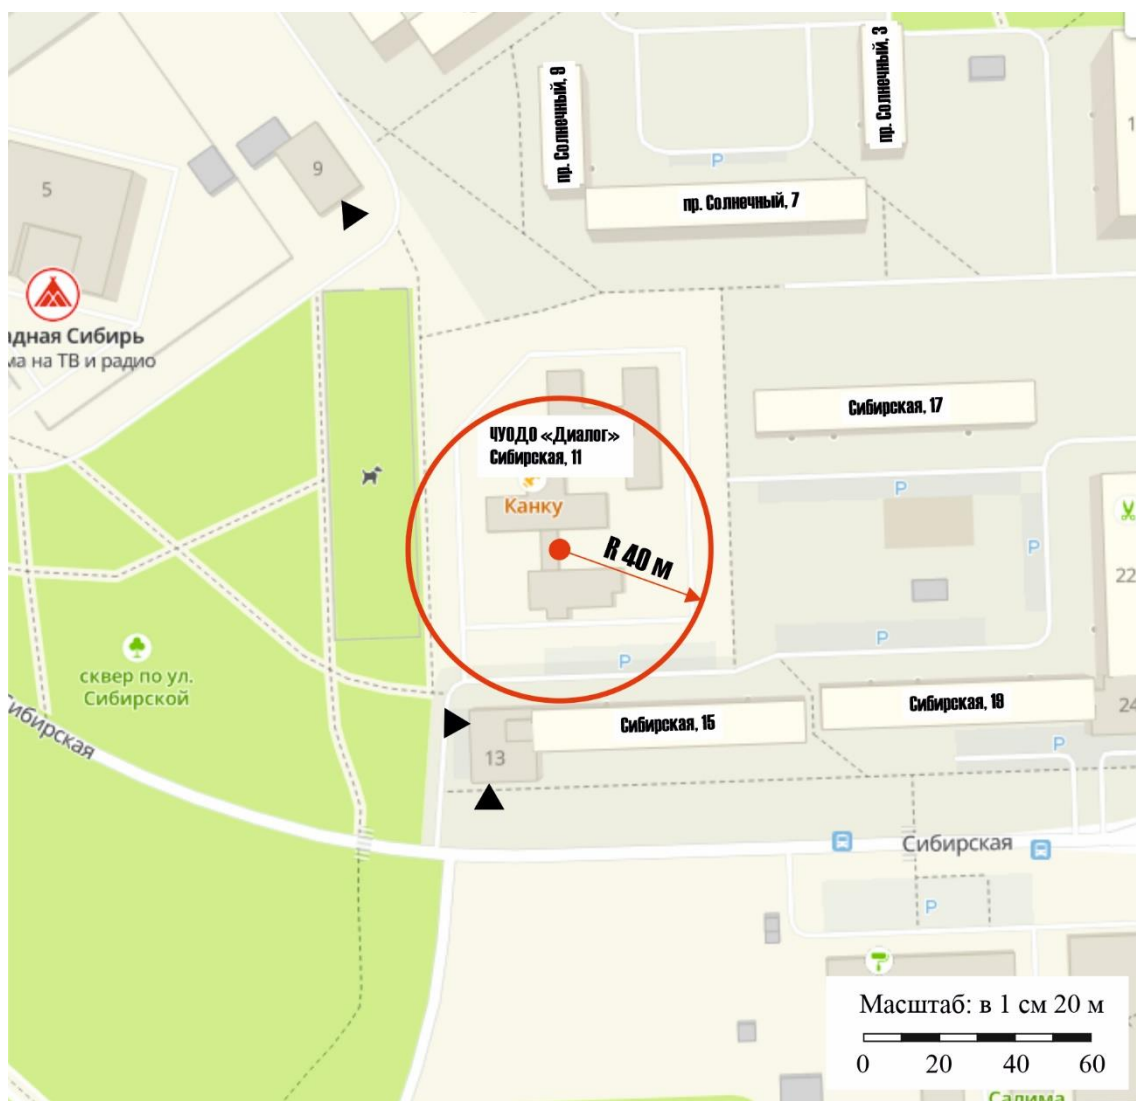 пр. Солнечный, 9
пр. Солнечный, 3
P
9
5
пр. Солнечный, 7
1
адная Сибирь
ма на ТВ и радио
Сибирская, 17
ЧУОДО «Диалог»
Сибирская, 11
Канку
P
R 40 м
P
22
P
P
сквер по ул.
Сибирской
Сибирская
Сибирская, 15
Сибирская, 19
24
13
P
Сибирская
P
Масштаб: в 1 см 20 м
0 20 40 60
Салима